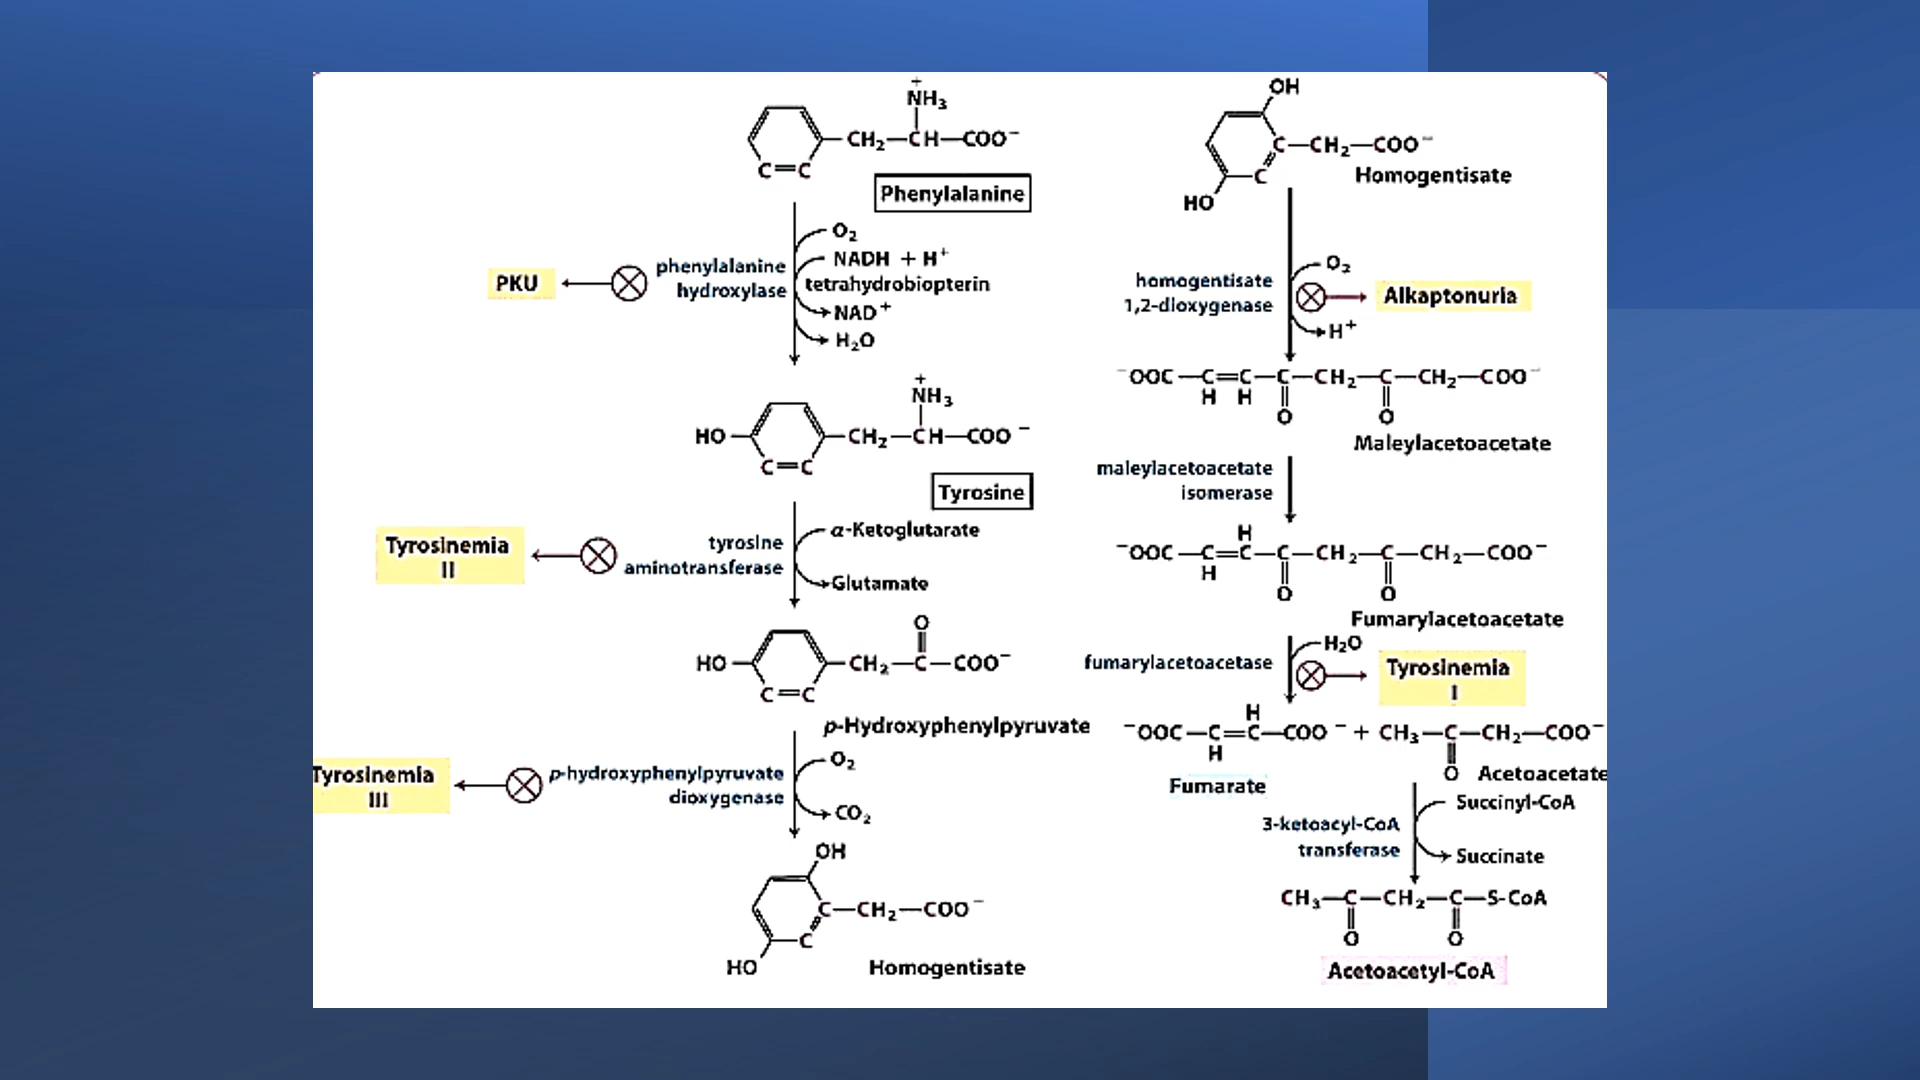 +
NH₃
CH₂—CH—COO⁻
C=C
Phenylalanine
O₂
NADH + H⁺
phenylalanine
hydroxylase
tetrahydrobiopterin
PKU
NAD⁺
H₂O
+
NH₃
HO
CH₂—CH—COO⁻
C=C
Tyrosine
α-Ketoglutarate
tyrosine
aminotransferase
Tyrosinemia
II
Glutamate
O
HO
CH₂—C—COO⁻
C=C
p-Hydroxyphenylpyruvate
O₂
p-hydroxyphenylpyruvate
dioxygenase
Tyrosinemia
III
CO₂
OH
C—CH₂—COO⁻
C
HO
Homogentisate
OH
C—CH₂—COO⁻
C
Homogentisate
HO
O₂
homogentisate
1,2-dioxygenase
Alkaptonuria
H⁺
⁻OOC—C=C—C—CH₂—C—CH₂—COO⁻
H H O O
Maleylacetoacetate
maleylacetoacetate
isomerase
H
⁻OOC—C=C—C—CH₂—C—CH₂—COO⁻
H O O
Fumarylacetoacetate
H₂O
fumarylacetoacetase
Tyrosinemia
I
H
⁻OOC—C=C—COO⁻ + CH₃—C—CH₂—COO⁻
H O
Fumarate
Acetoacetate
Succinyl-CoA
3-ketoacyl-CoA
transferase
Succinate
CH₃—C—CH₂—C—S-CoA
O O
Acetoacetyl-CoA